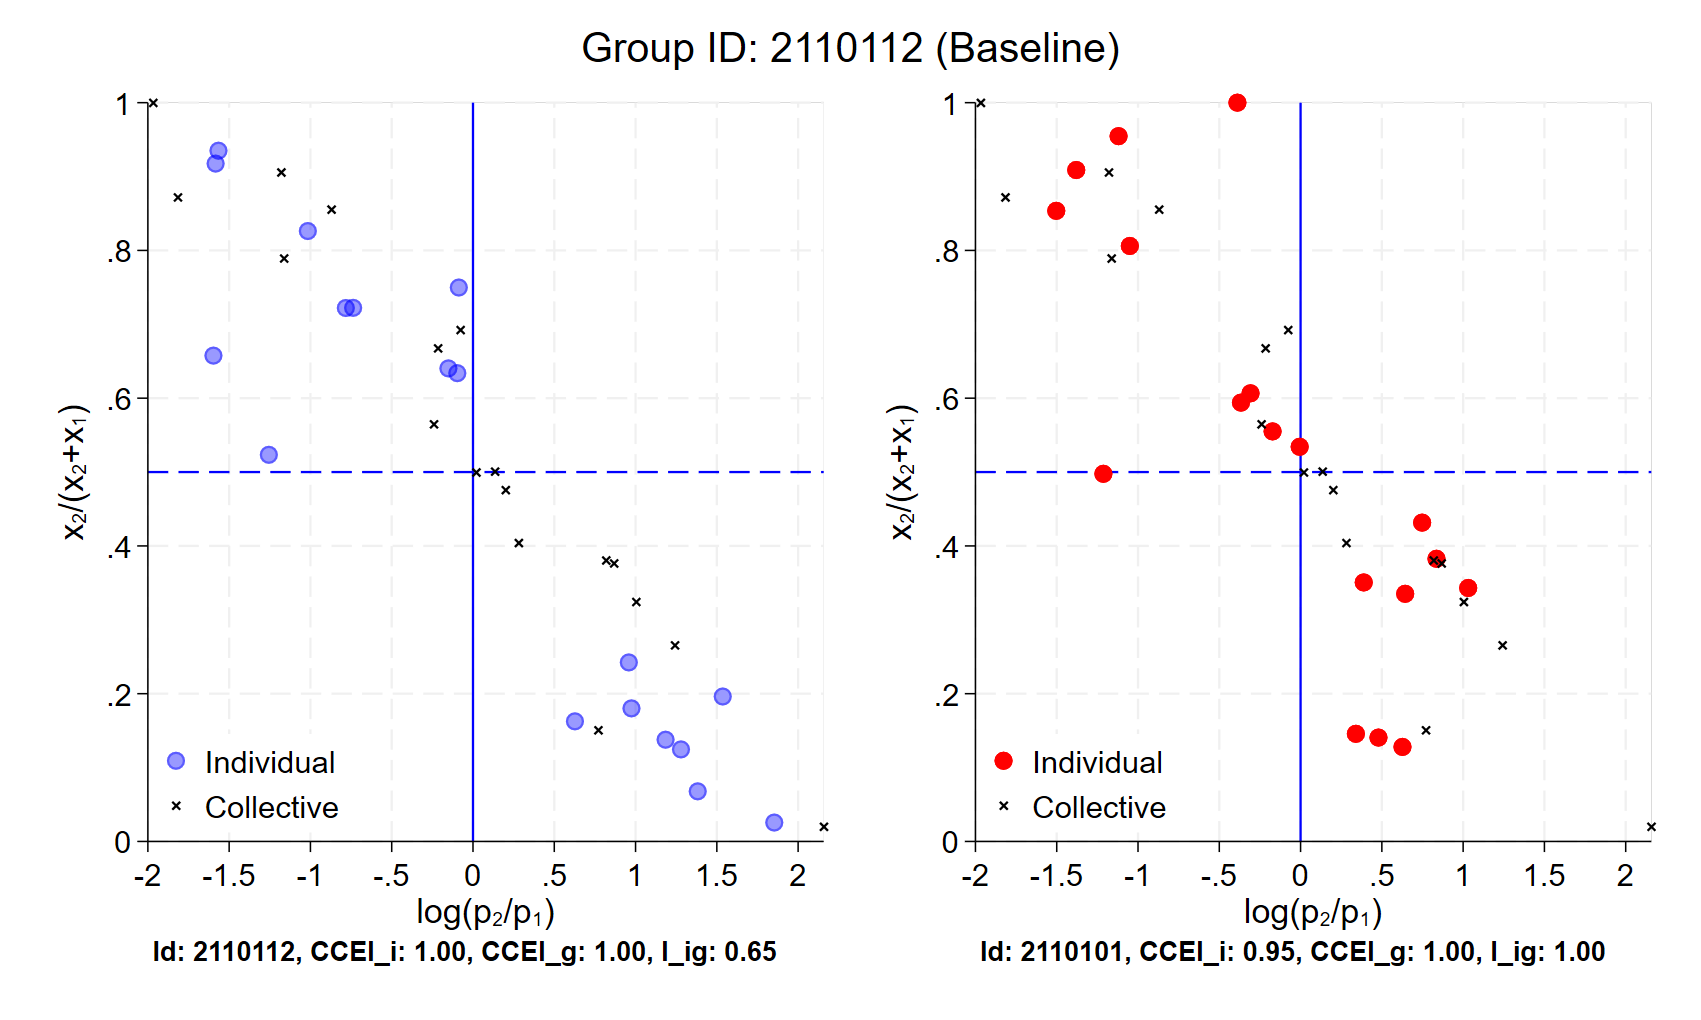 Group ID: 2110112 (Baseline)
1
.8
.6
.4
.2
0
x2/(x2+x1)
Individual
Collective
-2 -1.5 -1 -.5 0 .5 1 1.5 2
log(p2/p1)
Id: 2110112, CCEI_i: 1.00, CCEI_g: 1.00, I_ig: 0.65
1
.8
.6
.4
.2
0
x2/(x2+x1)
Individual
Collective
-2 -1.5 -1 -.5 0 .5 1 1.5 2
log(p2/p1)
Id: 2110101, CCEI_i: 0.95, CCEI_g: 1.00, I_ig: 1.00